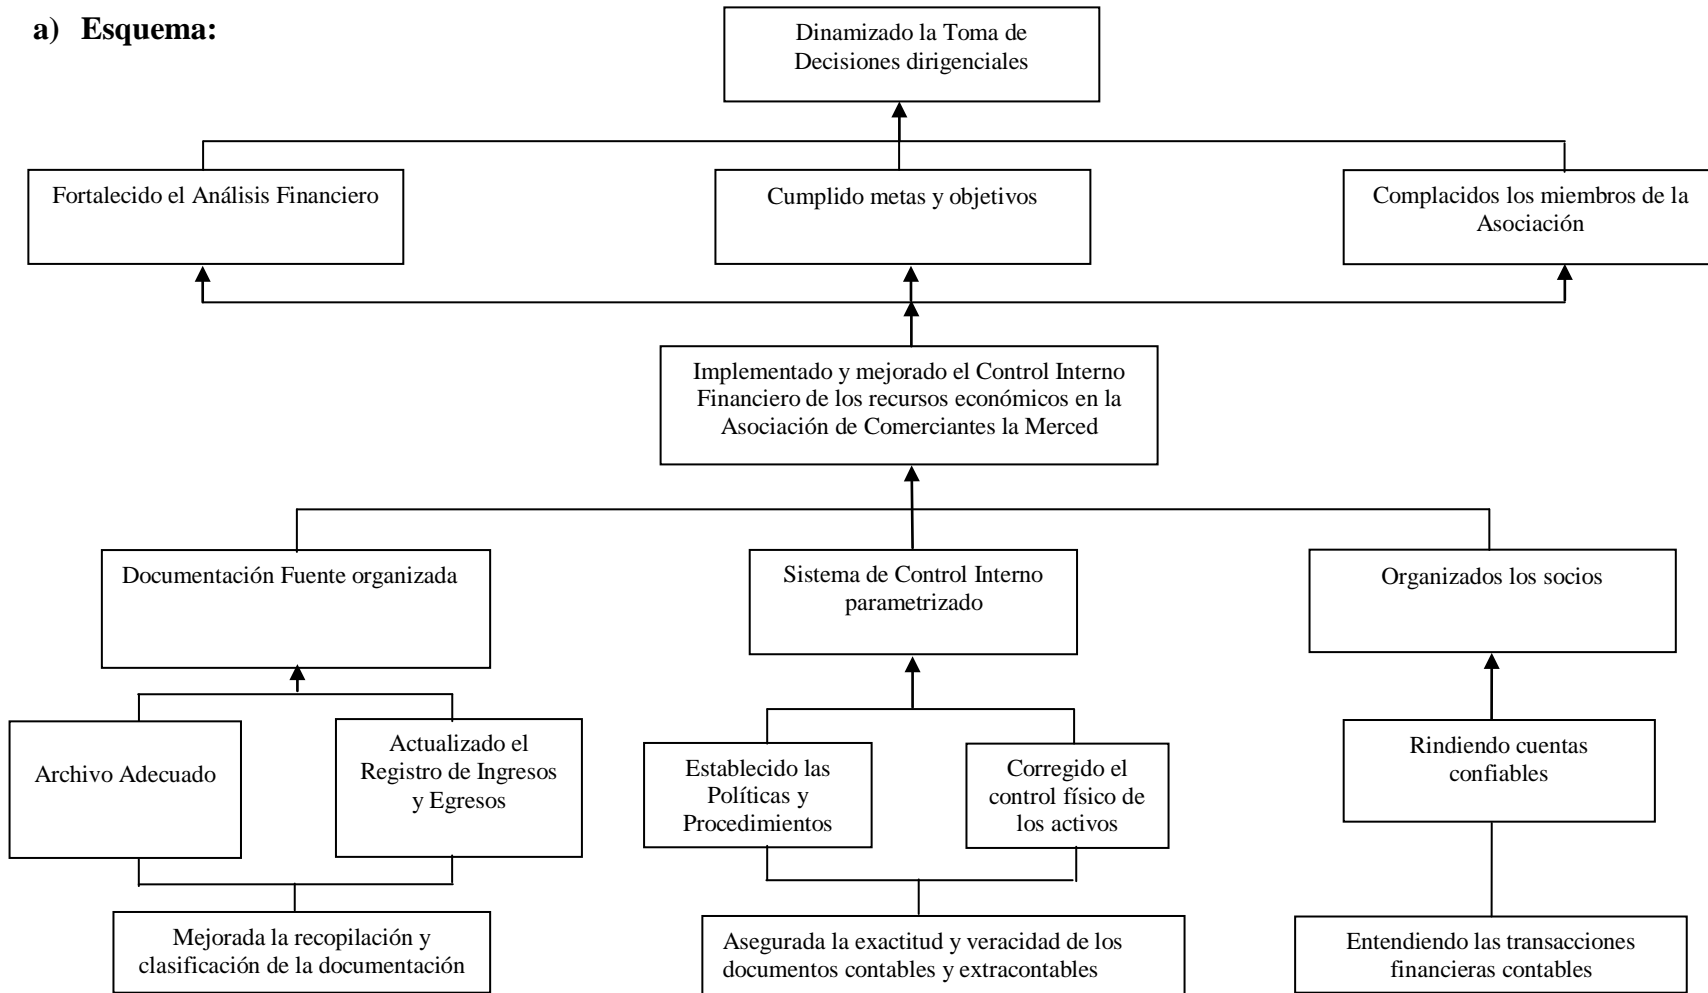 a) Esquema:
Dinamizado la Toma de
Decisiones dirigenciales
Fortalecido el Análisis Financiero
Cumplido metas y objetivos
Complacidos los miembros de la
Asociación
Implementado y mejorado el Control Interno
Financiero de los recursos económicos en la
Asociación de Comerciantes la Merced
Documentación Fuente organizada
Sistema de Control Interno
parametrizado
Organizados los socios
Archivo Adecuado
Actualizado el
Registro de Ingresos
y Egresos
Establecido las
Políticas y
Procedimientos
Corregido el
control físico de
los activos
Rindiendo cuentas
confiables
Mejorada la recopilación y
clasificación de la documentación
Asegurada la exactitud y veracidad de los
documentos contables y extracontables
Entendiendo las transacciones
financieras contables